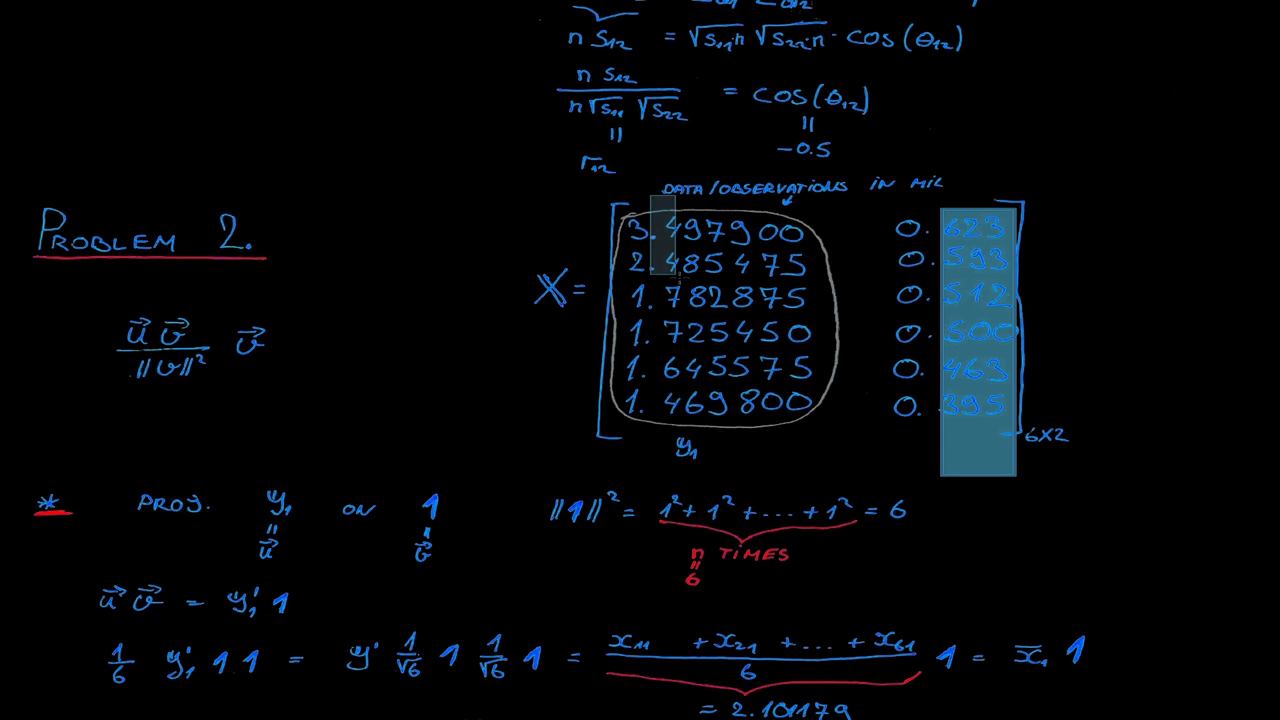 n s₁₂ = √s₁₁·n √s₂₂·n · cos(θ₁₂)
n s₁₂ / n√s₁₁ √s₂₂ = cos(θ₁₂)
||
||
r₁₂
-0.5
DATA/OBSERVATIONS IN MIL
PROBLEM 2.
X =
3.497900 0.623
2.485475 0.593
1.782875 0.512
1.725450 0.500
1.645575 0.463
1.469800 0.395
6x2
y₁
u⃗ v⃗ / ||v||² v⃗
* PROJ. y₁ ON 1
||
u⃗
||
v⃗
||1||² = 1² + 1² + ... + 1² = 6
n TIMES
||
6
u⃗ v⃗ = y₁' 1
1/6 y₁' 1 1 = y' 1/√6 1 1/√6 1 = x₁₁ + x₂₁ + ... + x₆₁ / 6 1 = x̄₁ 1
= 2.101179